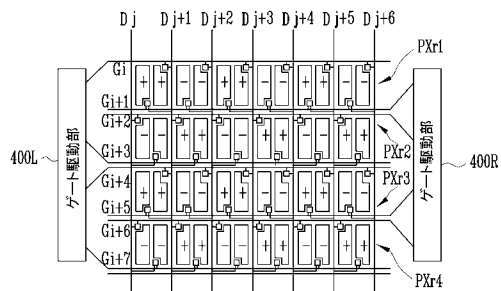 Dj Dj+1 Dj+2 Dj+3 Dj+4 Dj+5 Dj+6
PXr1
Gi
+ + - - + + - - + + - -
Gi+1
Gi+2
- - + + - - + + - - + +
PXr2
400L
ゲート駆動部
ゲート駆動部
400R
Gi+3
Gi+4
+ + - - + + - - + + - -
PXr3
Gi+5
Gi+6
- - + + - - + + - - + +
Gi+7
PXr4